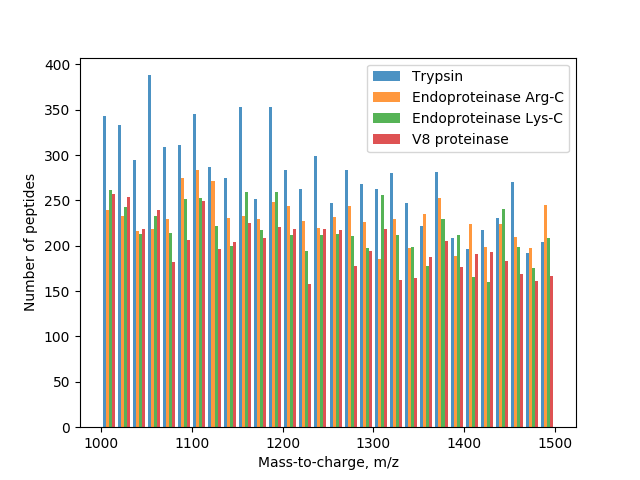 400
350
300
250
200
150
100
50
0
Number of peptides
Trypsin
Endoproteinase Arg-C
Endoproteinase Lys-C
V8 proteinase
1000 1100 1200 1300 1400 1500
Mass-to-charge, m/z